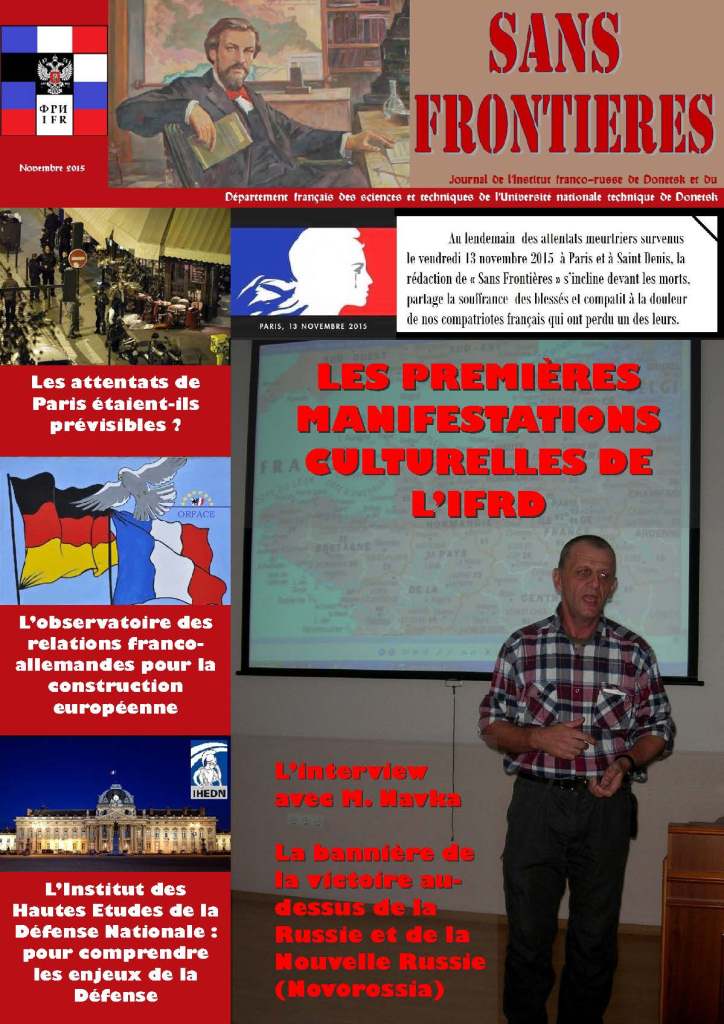 ФРИ
IFR
Novembre 2015
SANS
FRONTIERES
Journal de l'Institut franco-russe de Donetsk et du
Département français des sciences et techniques de l'Université nationale technique de Donetsk
PARIS, 13 NOVEMBRE 2015
Au lendemain des attentats meurtriers survenus
le vendredi 13 novembre 2015 à Paris et à Saint Denis, la
rédaction de « Sans Frontières » s'incline devant les morts,
partage la souffrance des blessés et compatit à la douleur
de nos compatriotes français qui ont perdu un des leurs.
Les attentats de
Paris étaient-ils
prévisibles ?
ORFACE
L'observatoire des
relations franco-
allemandes pour la
construction
européenne
IHEDN
L'Institut des
Hautes Etudes de la
Défense Nationale :
pour comprendre
les enjeux de la
Défense
LES PREMIÈRES
MANIFESTATIONS
CULTURELLES DE
L'IFRD
L'interview
avec M. Navka
La bannière de
la victoire au-
dessus de la
Russie et de la
Nouvelle Russie
(Novorossia)